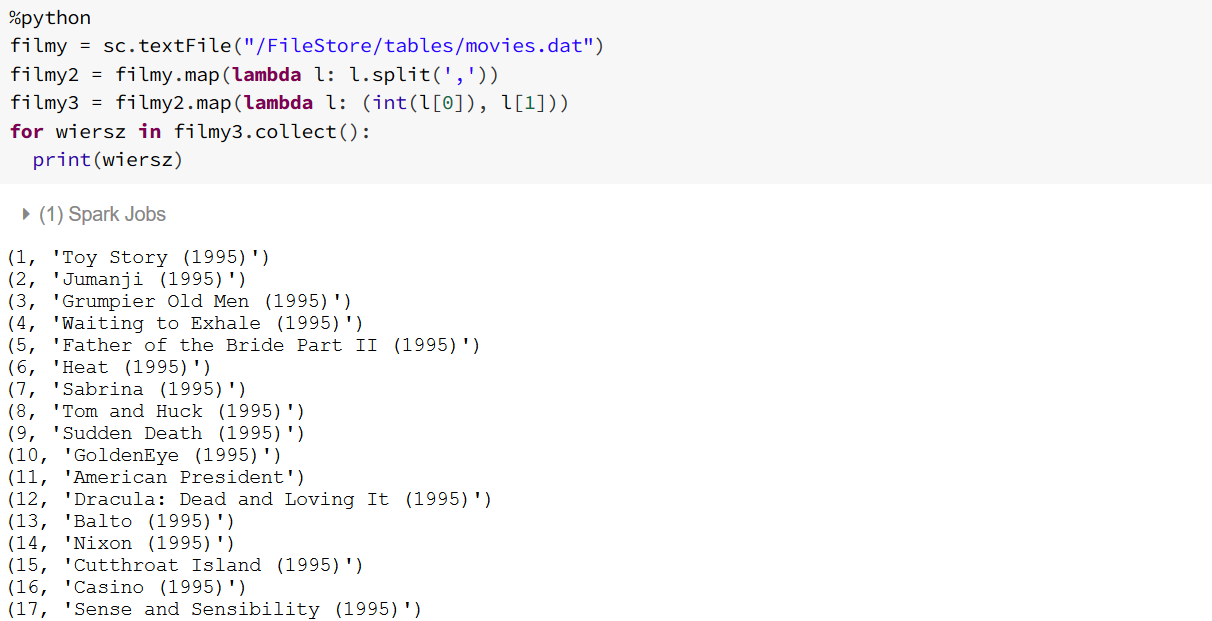 %python
filmy = sc.textFile("/FileStore/tables/movies.dat")
filmy2 = filmy.map(lambda l: l.split(','))
filmy3 = filmy2.map(lambda l: (int(l[0]), l[1]))
for wiersz in filmy3.collect():
  print(wiersz)
(1) Spark Jobs
(1, 'Toy Story (1995)')
(2, 'Jumanji (1995)')
(3, 'Grumpier Old Men (1995)')
(4, 'Waiting to Exhale (1995)')
(5, 'Father of the Bride Part II (1995)')
(6, 'Heat (1995)')
(7, 'Sabrina (1995)')
(8, 'Tom and Huck (1995)')
(9, 'Sudden Death (1995)')
(10, 'GoldenEye (1995)')
(11, 'American President')
(12, 'Dracula: Dead and Loving It (1995)')
(13, 'Balto (1995)')
(14, 'Nixon (1995)')
(15, 'Cutthroat Island (1995)')
(16, 'Casino (1995)')
(17, 'Sense and Sensibility (1995)')